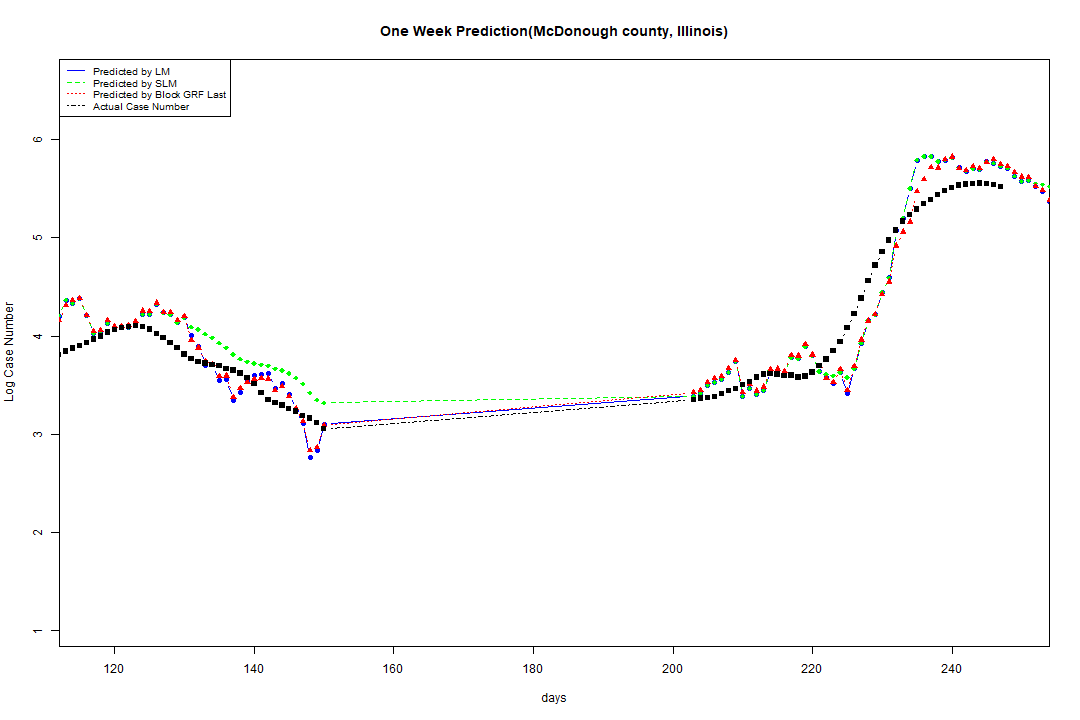 One Week Prediction(McDonough county, Illinois)
Predicted by LM
Predicted by SLM
Predicted by Block GRF Last
Actual Case Number
6
5
4
3
2
1
Log Case Number
120 140 160 180 200 220 240
days